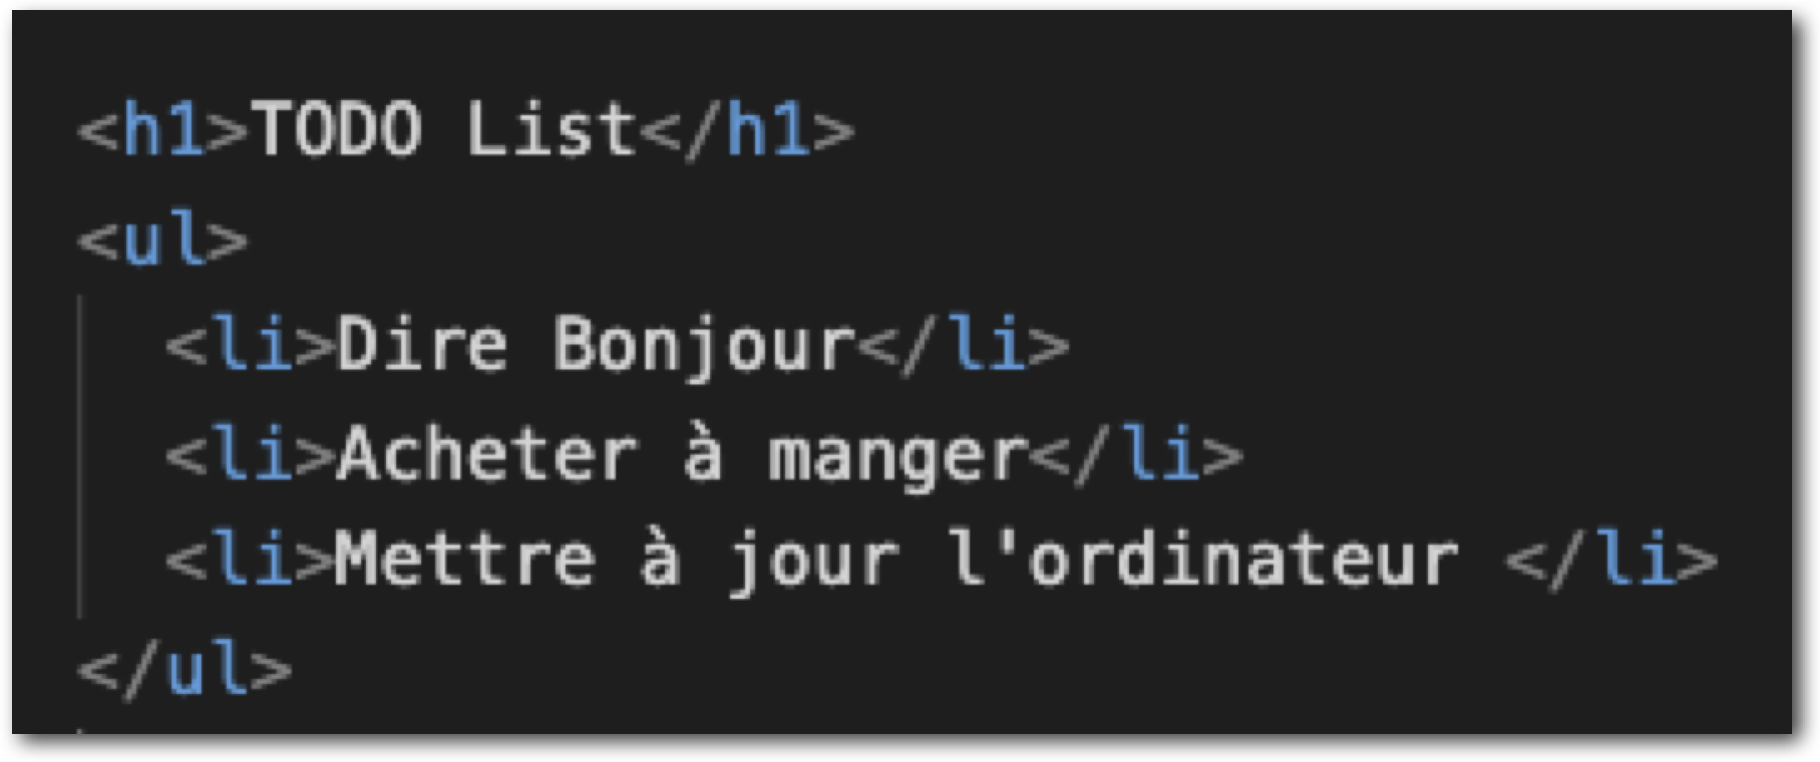 <h1>TODO List</h1>
<ul>
<li>Dire Bonjour</li>
<li>Acheter à manger</li>
<li>Mettre à jour l'ordinateur </li>
</ul>